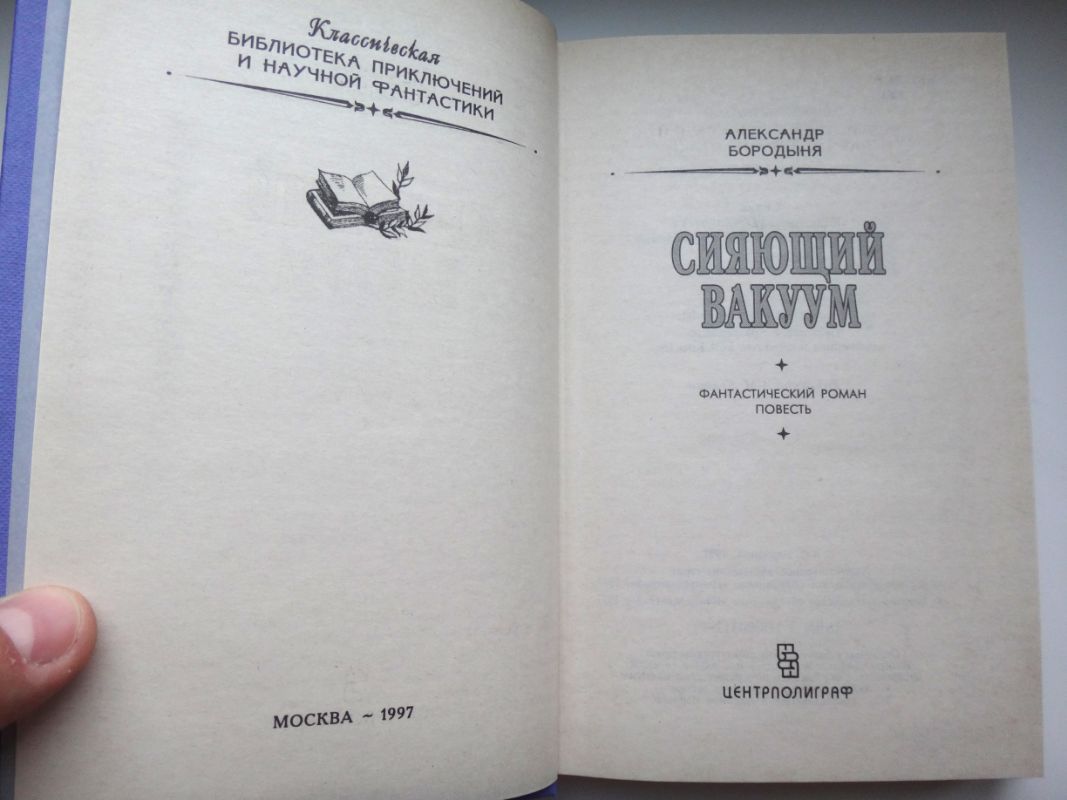 Классическая
БИБЛИОТЕКА ПРИКЛЮЧЕНИЙ
И НАУЧНОЙ ФАНТАСТИКИ
МОСКВА ~ 1997
АЛЕКСАНДР
БОРОДЫНЯ
СИЯЮЩИЙ
ВАКУУМ
ФАНТАСТИЧЕСКИЙ РОМАН
ПОВЕСТЬ
ЦЕНТРПОЛИГРАФ